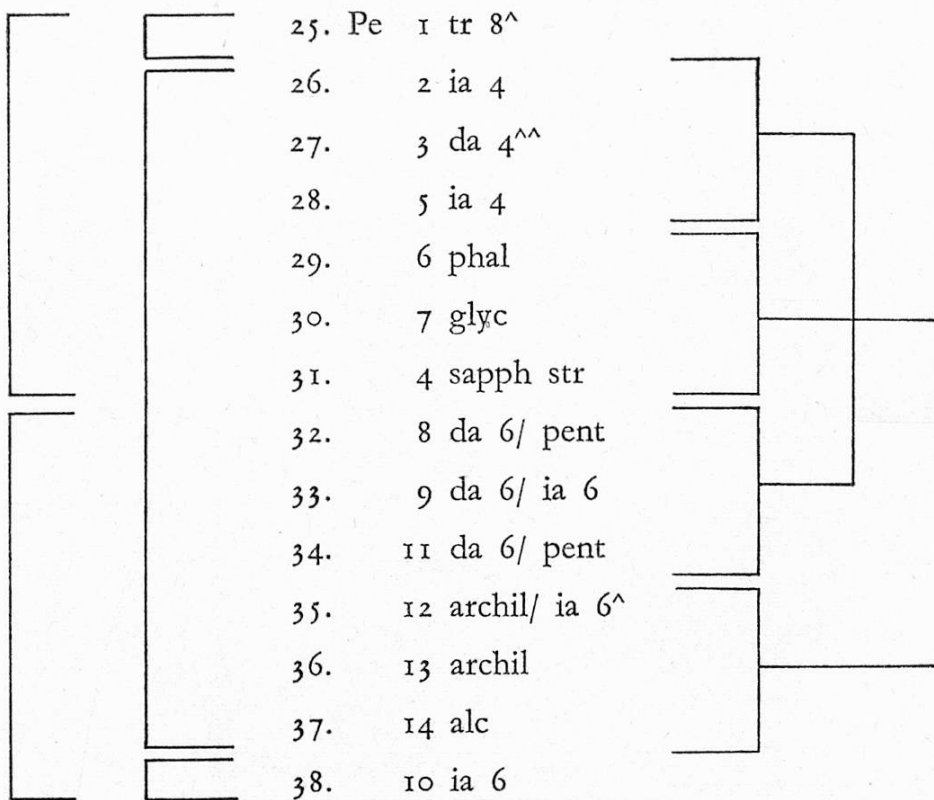 25. Pe 1 tr 8^
26. 2 ia 4
27. 3 da 4^^
28. 5 ia 4
29. 6 phal
30. 7 glyc
31. 4 sapph str
32. 8 da 6/ pent
33. 9 da 6/ ia 6
34. 11 da 6/ pent
35. 12 archil/ ia 6^
36. 13 archil
37. 14 alc
38. 10 ia 6